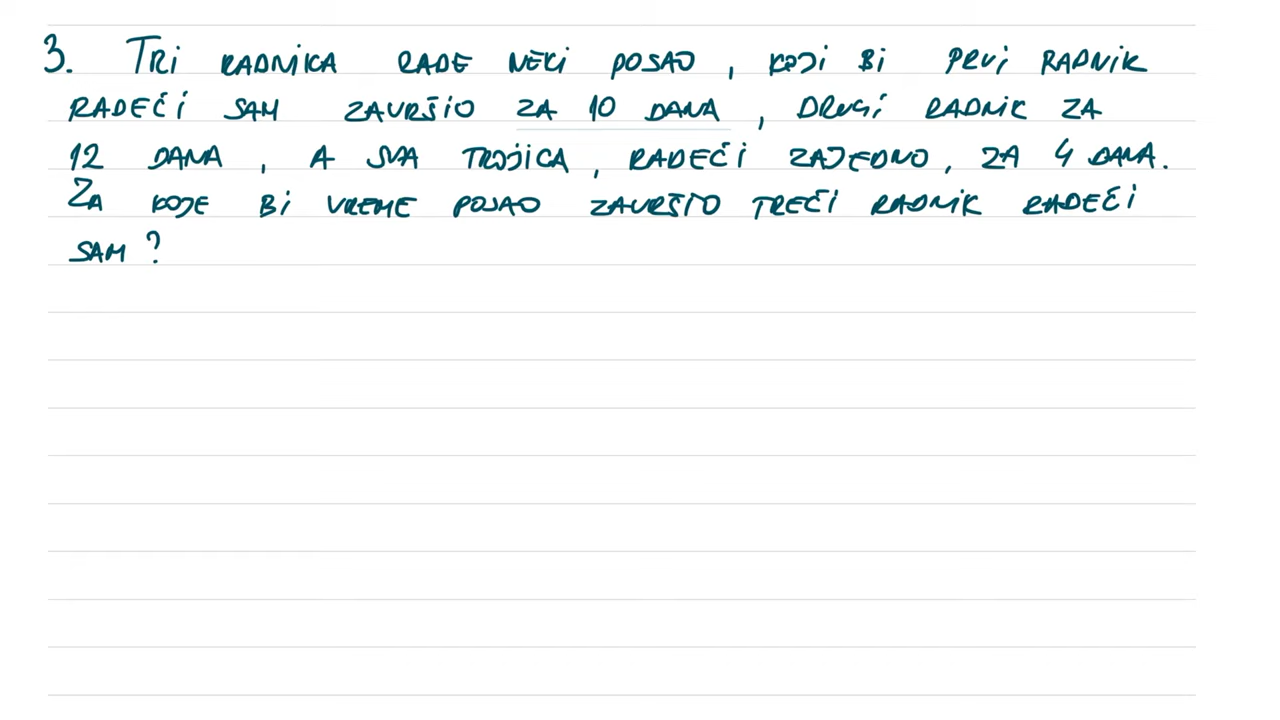 3. TRI RADNIKA RADE NEKI POSAO, KOJI BI PRVI RADNIK
RADEĆI SAM ZAVRŠIO ZA 10 DANA, DRUGI RADNIK ZA
12 DANA, A SVA TROJICA, RADEĆI ZAJEDNO, ZA 4 DANA.
ZA KOJE BI VREME POSAO ZAVRŠIO TREĆI RADNIK RADEĆI
SAM?